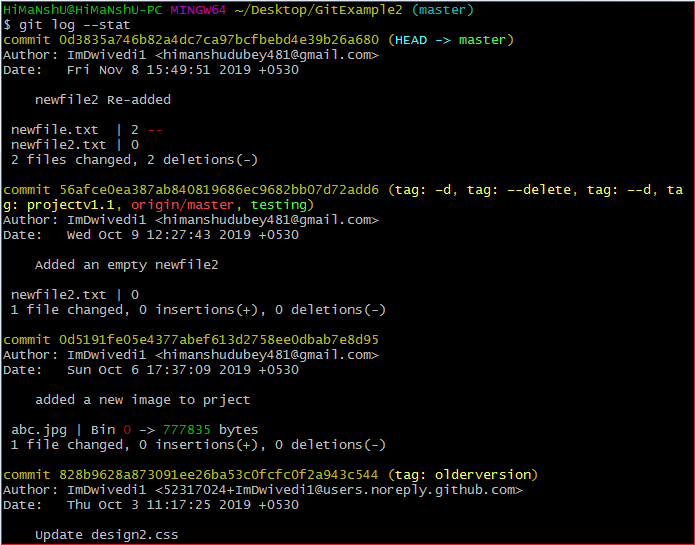 HiMaNshU@HiMaNshU-PC MINGW64 ~/Desktop/GitExample2 (master)
$ git log --stat
commit 0d3835a746b82a4dc7ca97bcfbebd4e39b26a680 (HEAD -> master)
Author: ImDwivedi1 <himanshudubey481@gmail.com>
Date:   Fri Nov 8 15:49:51 2019 +0530

    newfile2 Re-added

 newfile.txt  | 2 --
 newfile2.txt | 0
 2 files changed, 2 deletions(-)

commit 56afce0ea387ab840819686ec9682bb07d72add6 (tag: -d, tag: --delete, tag: --d, ta
g: projectv1.1, origin/master, testing)
Author: ImDwivedi1 <himanshudubey481@gmail.com>
Date:   Wed Oct 9 12:27:43 2019 +0530

    Added an empty newfile2

 newfile2.txt | 0
 1 file changed, 0 insertions(+), 0 deletions(-)

commit 0d5191fe05e4377abef613d2758ee0dbab7e8d95
Author: ImDwivedi1 <himanshudubey481@gmail.com>
Date:   Sun Oct 6 17:37:09 2019 +0530

    added a new image to prject

 abc.jpg | Bin 0 -> 777835 bytes
 1 file changed, 0 insertions(+), 0 deletions(-)

commit 828b9628a873091ee26ba53c0fcfc0f2a943c544 (tag: olderversion)
Author: ImDwivedi1 <52317024+ImDwivedi1@users.noreply.github.com>
Date:   Thu Oct 3 11:17:25 2019 +0530

    Update design2.css